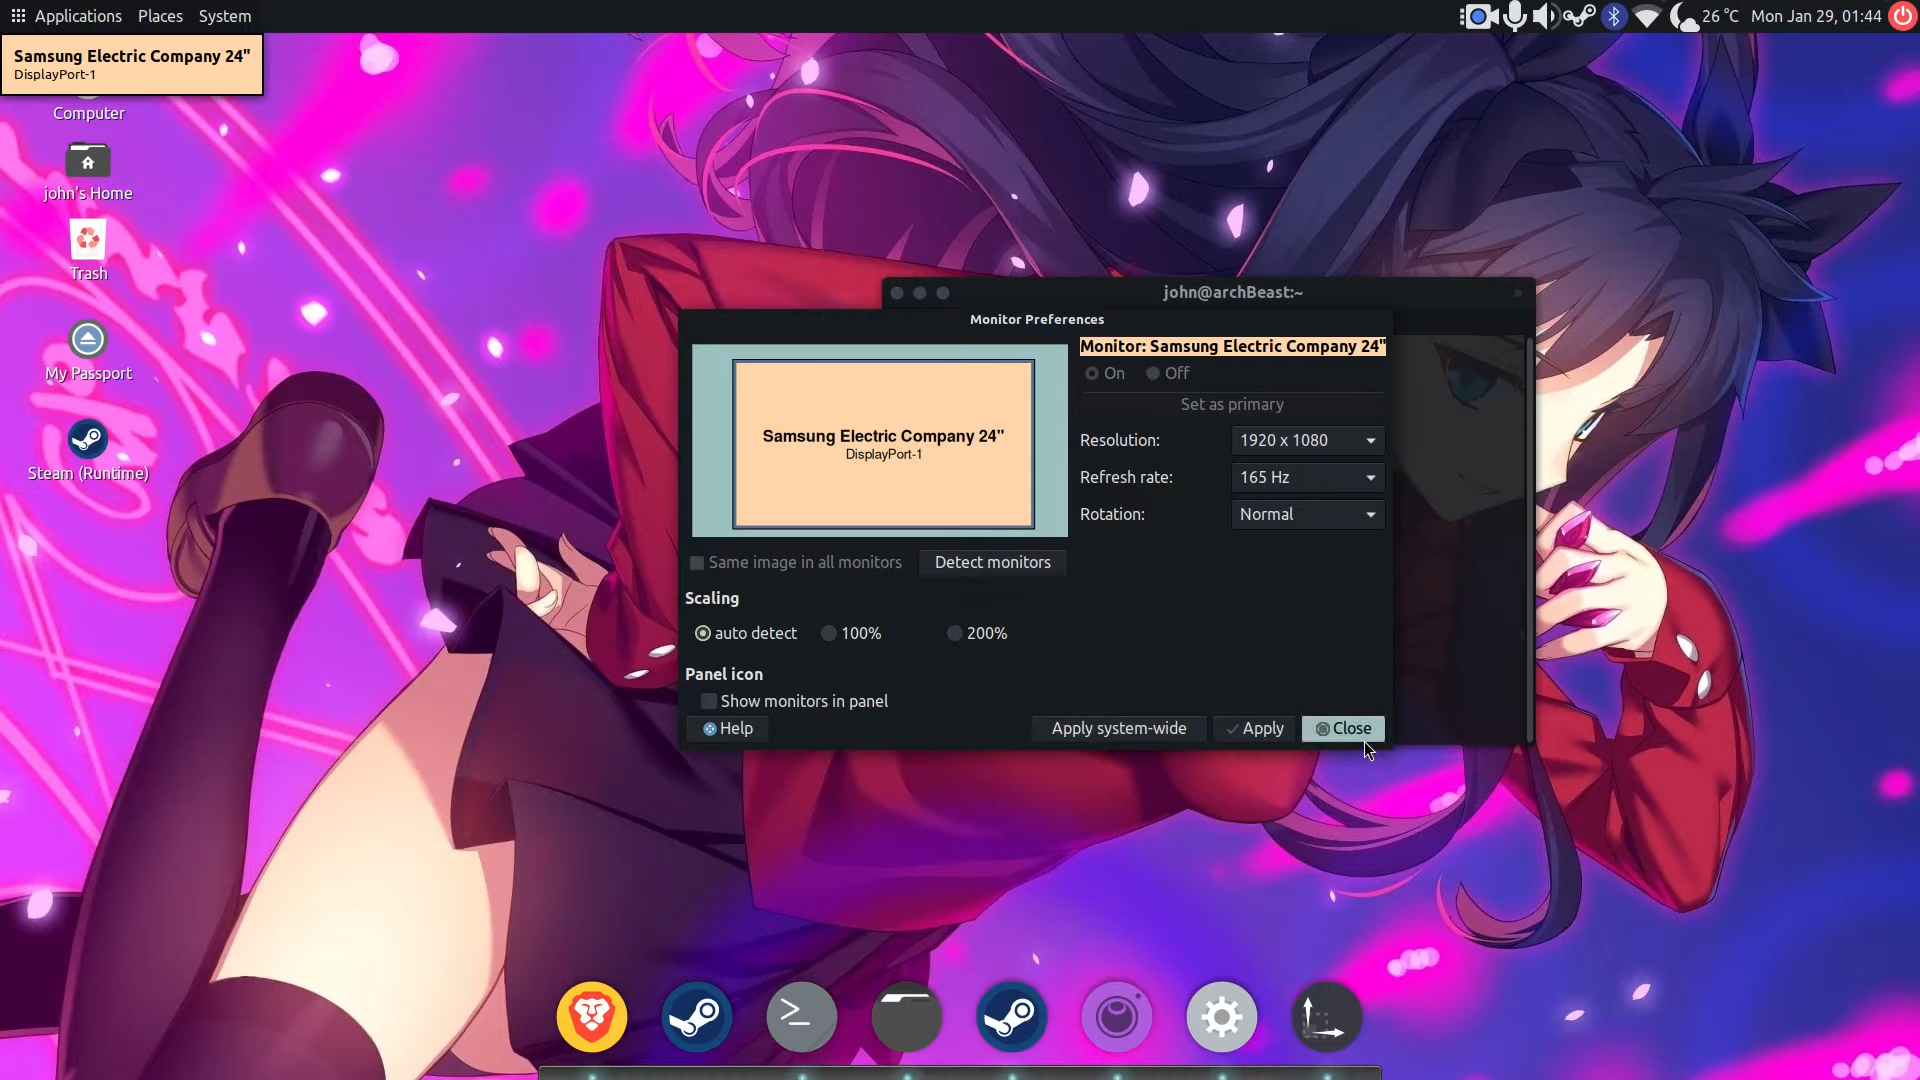 Applications Places System
26 °C Mon Jan 29, 01:44
Samsung Electric Company 24"
DisplayPort-1
Computer
john's Home
Trash
My Passport
Steam (Runtime)
john@archBeast:~
Monitor Preferences
Monitor: Samsung Electric Company 24"
On Off
Set as primary
Samsung Electric Company 24"
DisplayPort-1
Resolution: 1920 x 1080
Refresh rate: 165 Hz
Rotation: Normal
Same image in all monitors Detect monitors
Scaling
auto detect 100% 200%
Panel icon
Show monitors in panel
Help Apply system-wide Apply Close